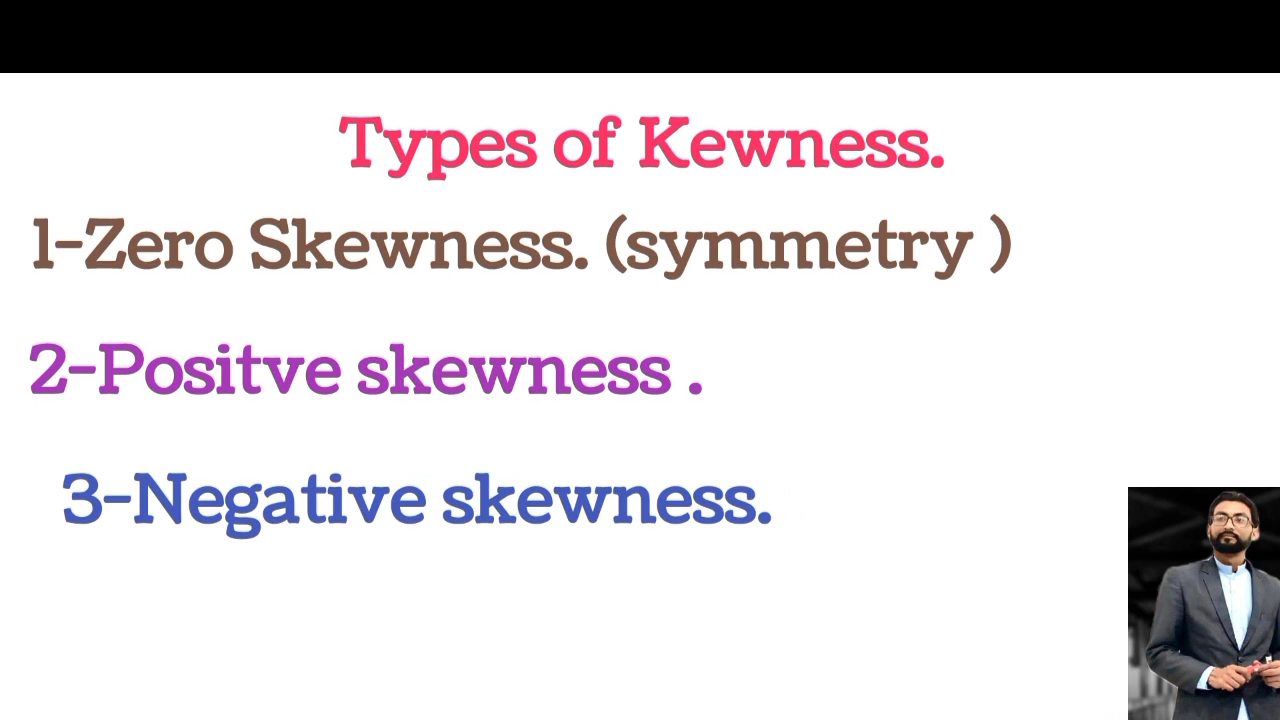 Types of Kewness.
1-Zero Skewness. (symmetry )
2-Positve skewness .
3-Negative skewness.